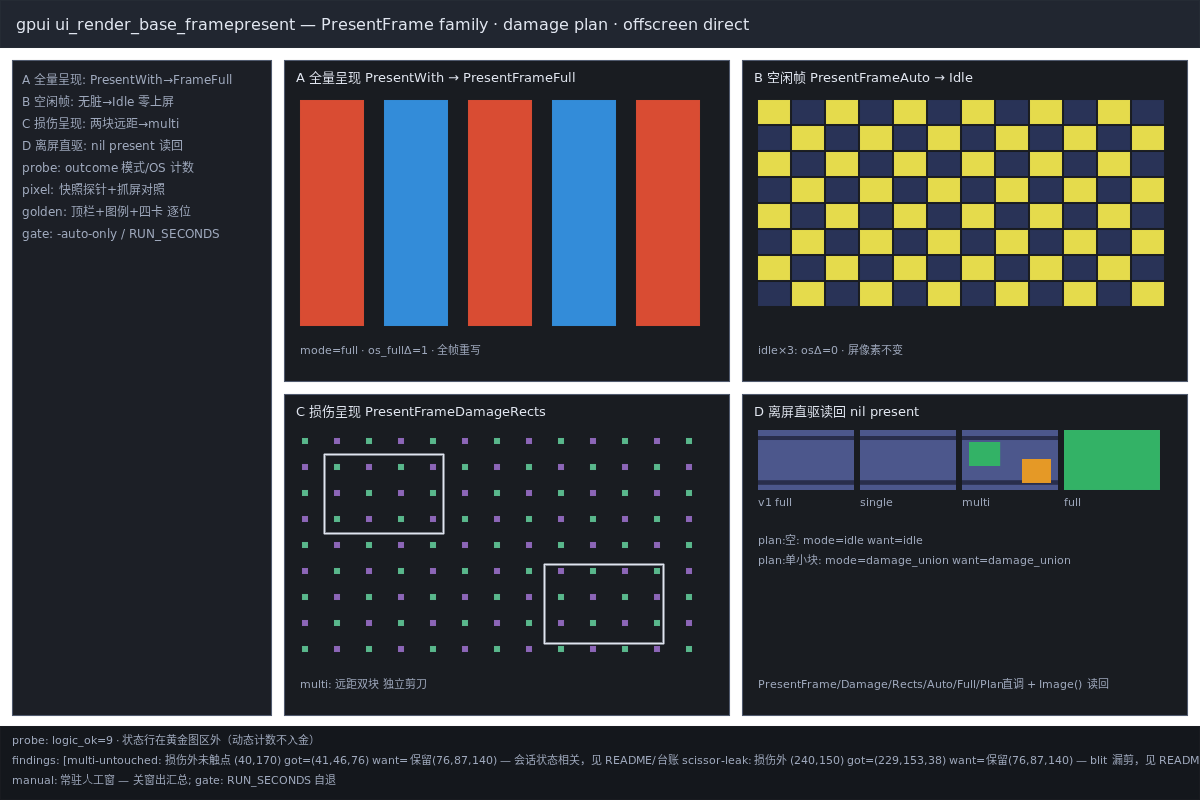 gpui ui_render_base_framepresent — PresentFrame family · damage plan · offscreen direct
A 全量呈现: PresentWith→FrameFull
B 空闲帧: 无脏→Idle 零上屏
C 损伤呈现: 两块远距→multi
D 离屏直驱: nil present 读回
probe: outcome 模式/OS 计数
pixel: 快照探针+抓屏对照
golden: 顶栏+图例+四卡 逐位
gate: -auto-only / RUN_SECONDS
A 全量呈现 PresentWith → PresentFrameFull
mode=full · os_fullΔ=1 · 全帧重写
B 空闲帧 PresentFrameAuto → Idle
idle×3: osΔ=0 · 屏像素不变
C 损伤呈现 PresentFrameDamageRects
multi: 远距双块 独立剪刀
D 离屏直驱读回 nil present
v1 full single multi full
plan:空: mode=idle want=idle
plan:单小块: mode=damage_union want=damage_union
PresentFrame/Damage/Rects/Auto/Full/Plan直调 + Image() 读回
probe: logic_ok=9 · 状态行在黄金图区外（动态计数不入金）
findings: [multi-untouched: 损伤外未触点 (40,170) got=(41,46,76) want=保留(76,87,140) — 会话状态相关，见 README/台账 scissor-leak: 损伤外 (240,150) got=(229,153,38) want=保留(76,87,140) — blit 漏剪，见 READM
manual: 常驻人工窗 — 关窗出汇总; gate: RUN_SECONDS 自退